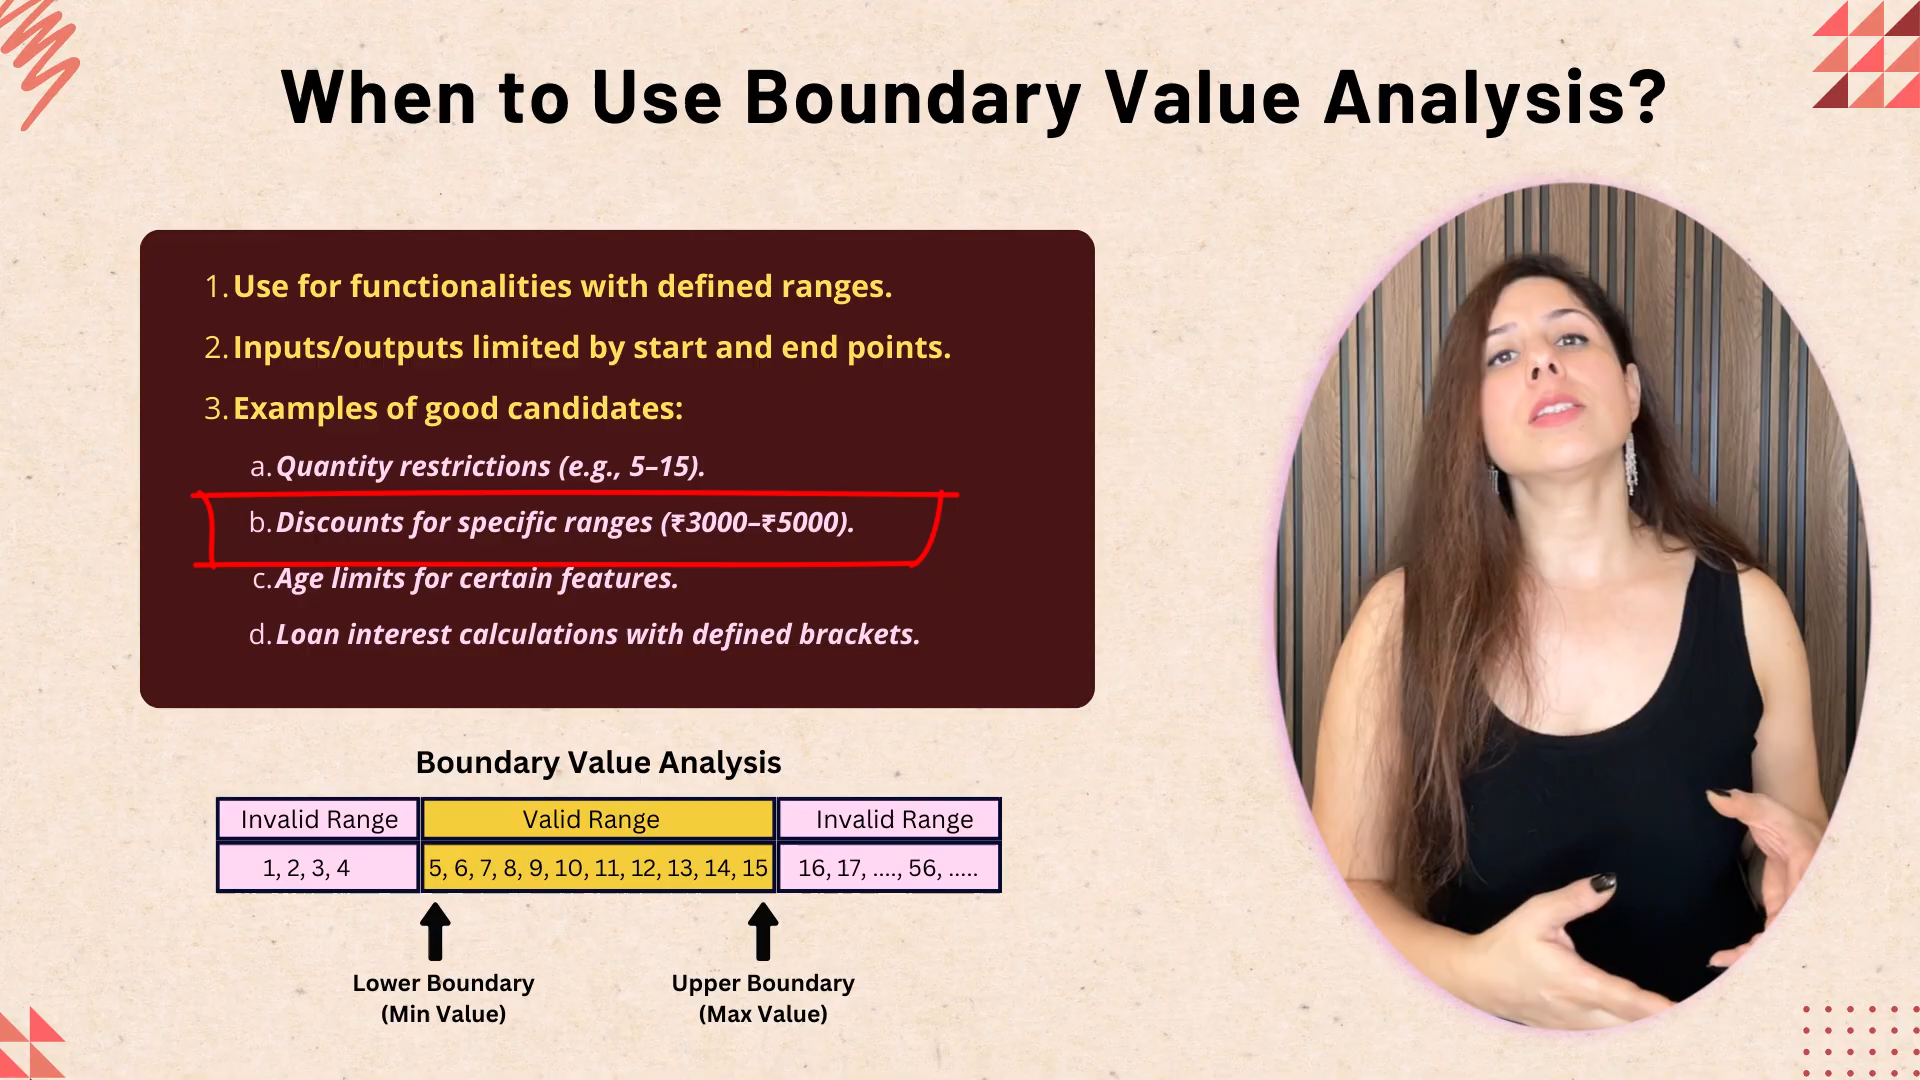 When to Use Boundary Value Analysis?
1. Use for functionalities with defined ranges.
2. Inputs/outputs limited by start and end points.
3. Examples of good candidates:
a. Quantity restrictions (e.g., 5–15).
b. Discounts for specific ranges (₹3000–₹5000).
c. Age limits for certain features.
d. Loan interest calculations with defined brackets.
Boundary Value Analysis
Invalid Range Valid Range Invalid Range
1, 2, 3, 4 5, 6, 7, 8, 9, 10, 11, 12, 13, 14, 15 16, 17, ...., 56, .....
Lower Boundary
(Min Value)
Upper Boundary
(Max Value)